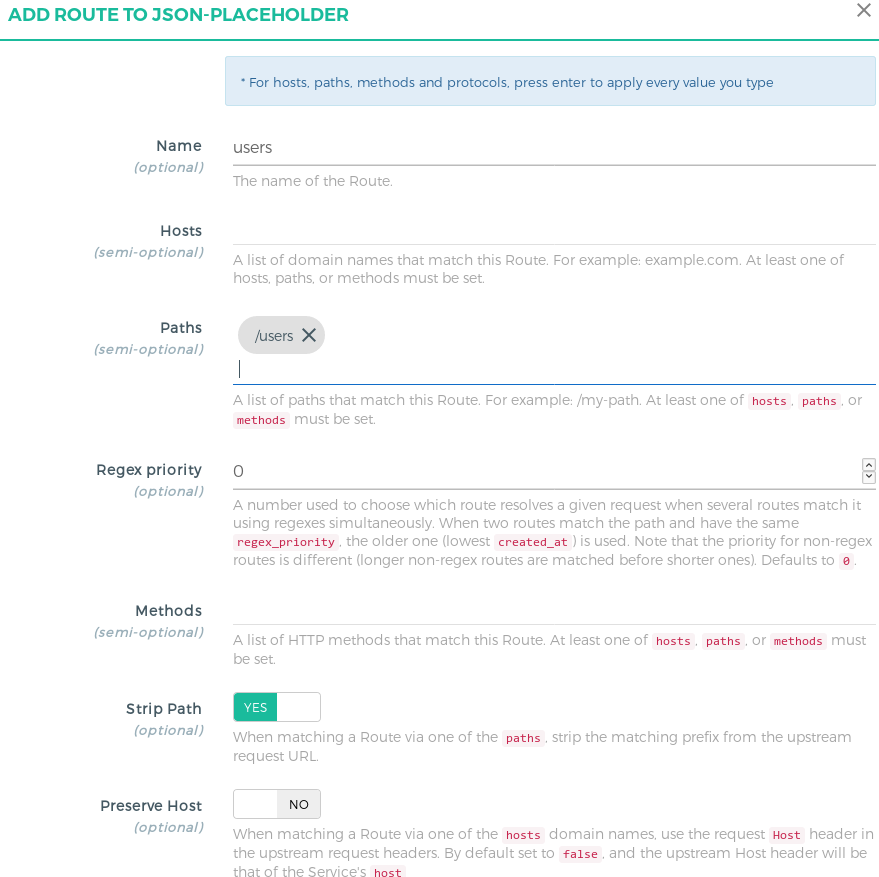 ADD ROUTE TO JSON-PLACEHOLDER
* For hosts, paths, methods and protocols, press enter to apply every value you type
Name
(optional)
users
The name of the Route.
Hosts
(semi-optional)
A list of domain names that match this Route. For example: example.com. At least one of
hosts, paths, or methods must be set.
Paths
(semi-optional)
/users
A list of paths that match this Route. For example: /my-path. At least one of hosts, paths, or
methods must be set.
Regex priority
(optional)
0
A number used to choose which route resolves a given request when several routes match it
using regexes simultaneously. When two routes match the path and have the same
regex_priority, the older one (lowest created_at) is used. Note that the priority for non-regex
routes is different (longer non-regex routes are matched before shorter ones). Defaults to 0.
Methods
(semi-optional)
A list of HTTP methods that match this Route. At least one of hosts, paths, or methods must
be set.
Strip Path
(optional)
YES
When matching a Route via one of the paths, strip the matching prefix from the upstream
request URL.
Preserve Host
(optional)
NO
When matching a Route via one of the hosts domain names, use the request Host header in
the upstream request headers. By default set to false, and the upstream Host header will be
that of the Service's host